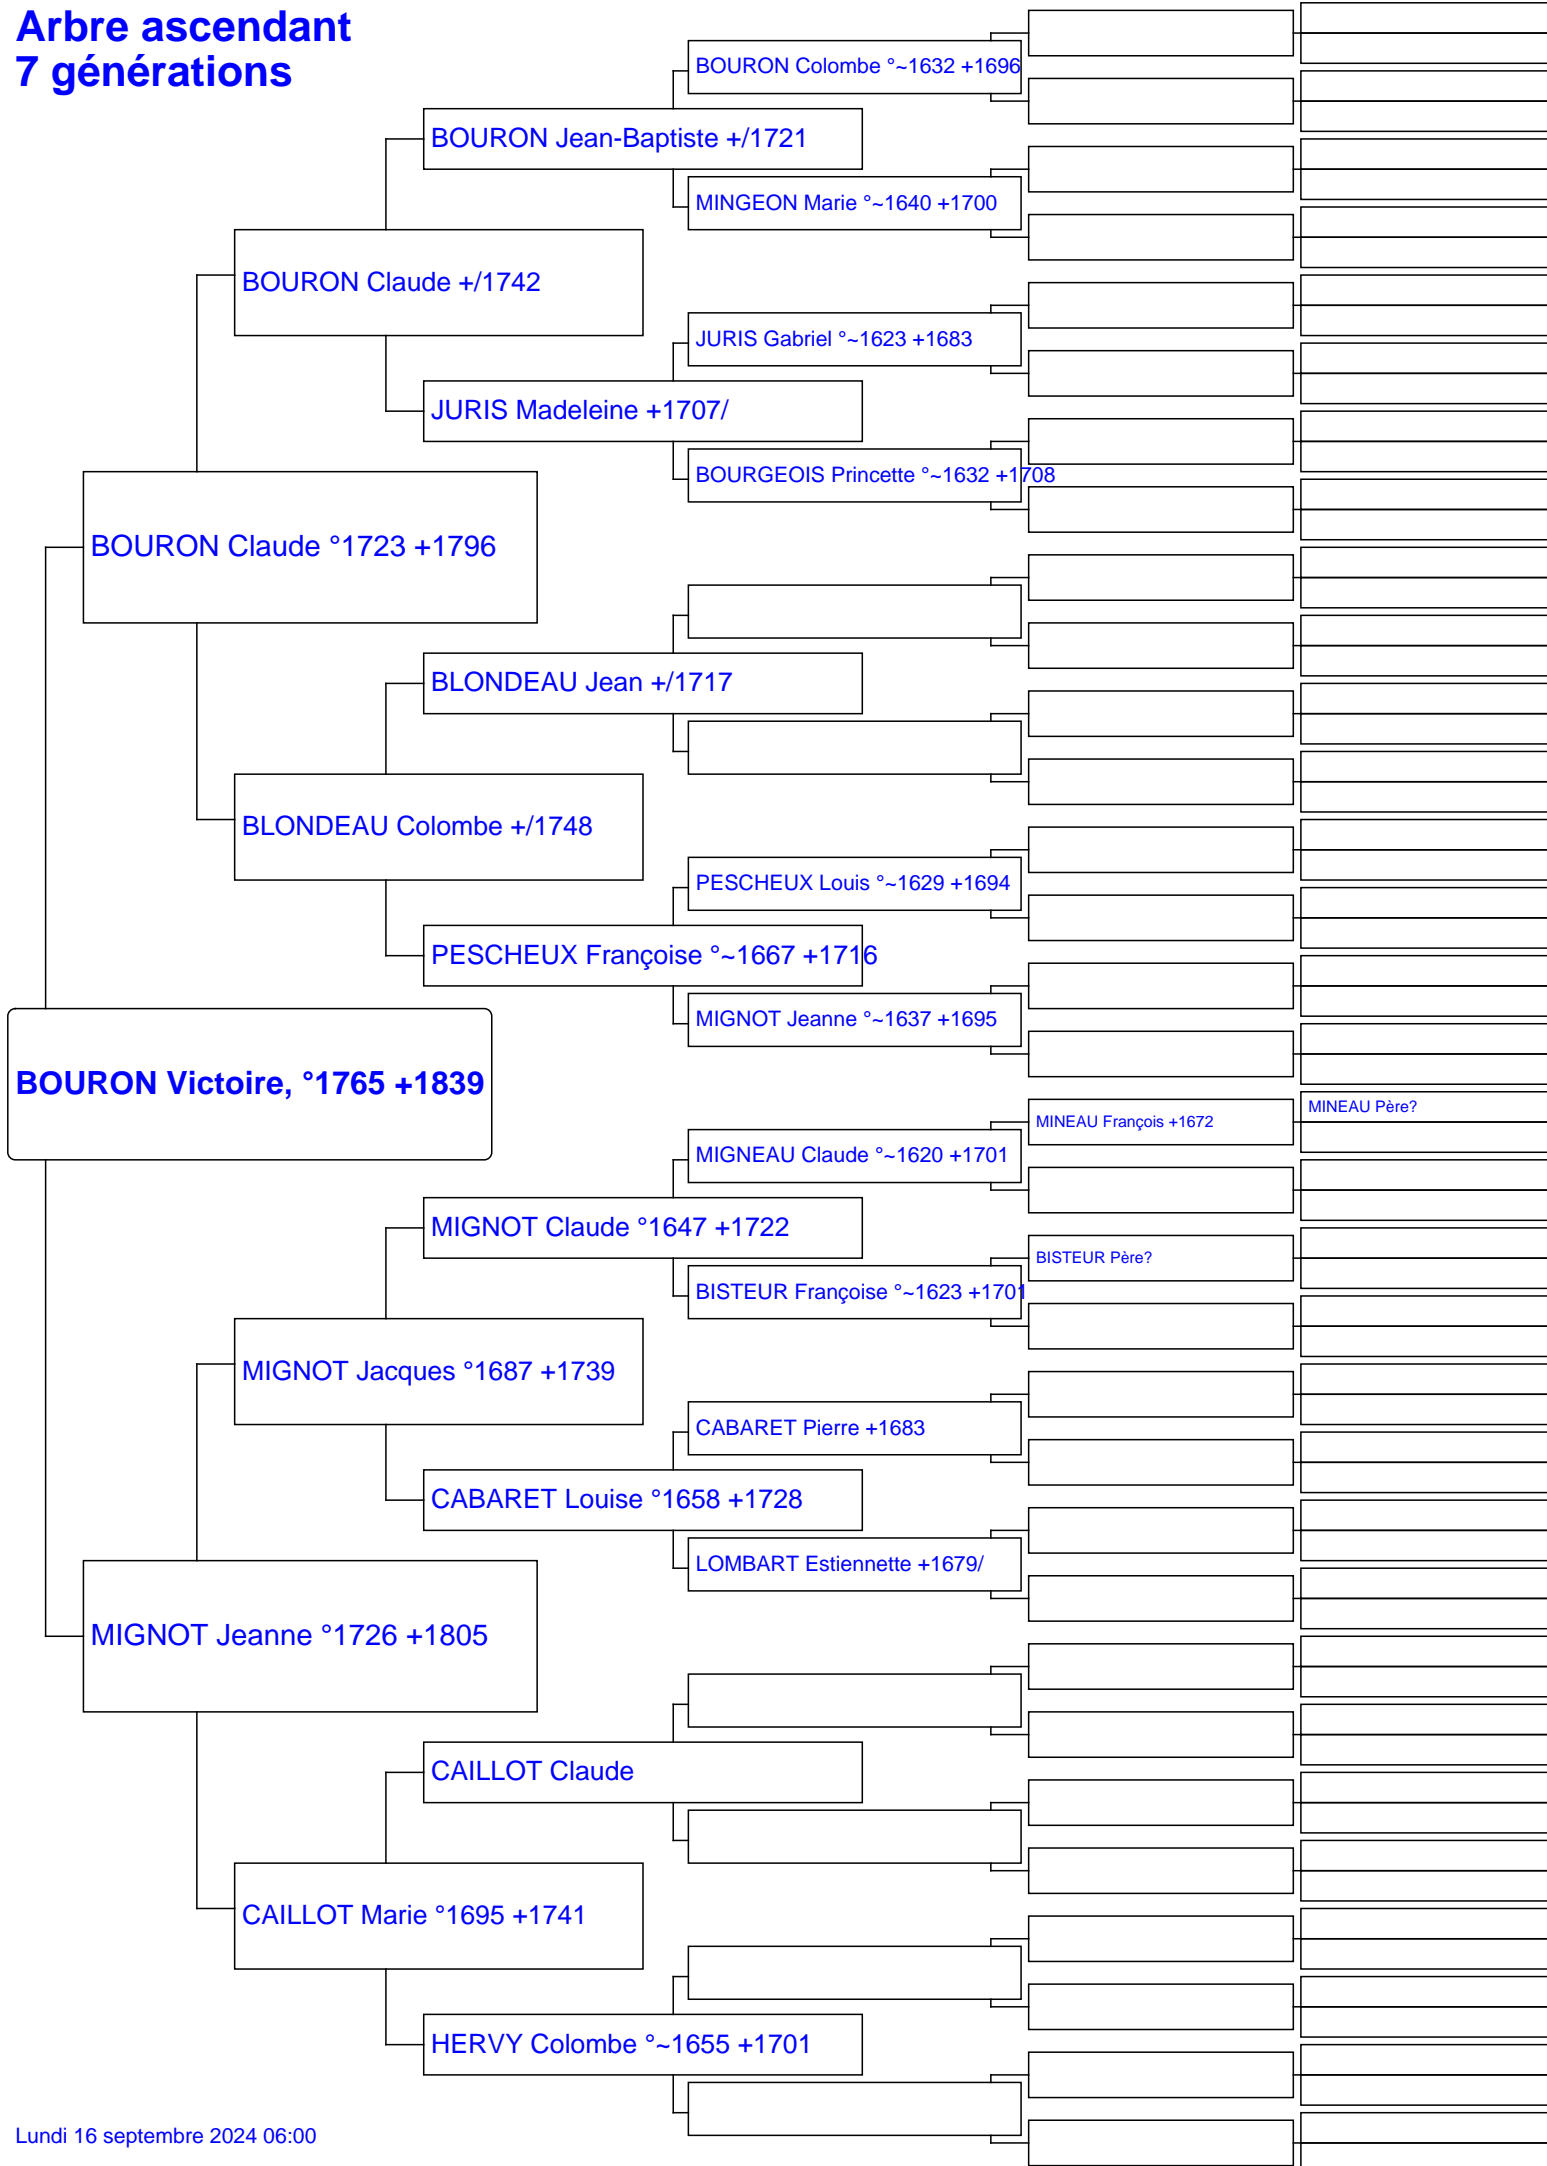 Arbre ascendant
7 générations
BOURON Colombe °~1632 +1696
BOURON Jean-Baptiste +/1721
MINGEON Marie °~1640 +1700
BOURON Claude +/1742
JURIS Gabriel °~1623 +1683
JURIS Madeleine +1707/
BOURGEOIS Princette °~1632 +1708
BOURON Claude °1723 +1796
BLONDEAU Jean +/1717
BLONDEAU Colombe +/1748
PESCHEUX Louis °~1629 +1694
PESCHEUX Françoise °~1667 +1716
MIGNOT Jeanne °~1637 +1695
BOURON Victoire, °1765 +1839
MINEAU Père?
MINEAU François +1672
MIGNEAU Claude °~1620 +1701
MIGNOT Claude °1647 +1722
BISTEUR Père?
BISTEUR Françoise °~1623 +1701
MIGNOT Jacques °1687 +1739
CABARET Pierre +1683
CABARET Louise °1658 +1728
LOMBART Estiennette +1679/
MIGNOT Jeanne °1726 +1805
CAILLOT Claude
CAILLOT Marie °1695 +1741
HERVY Colombe °~1655 +1701
Lundi 16 septembre 2024 06:00